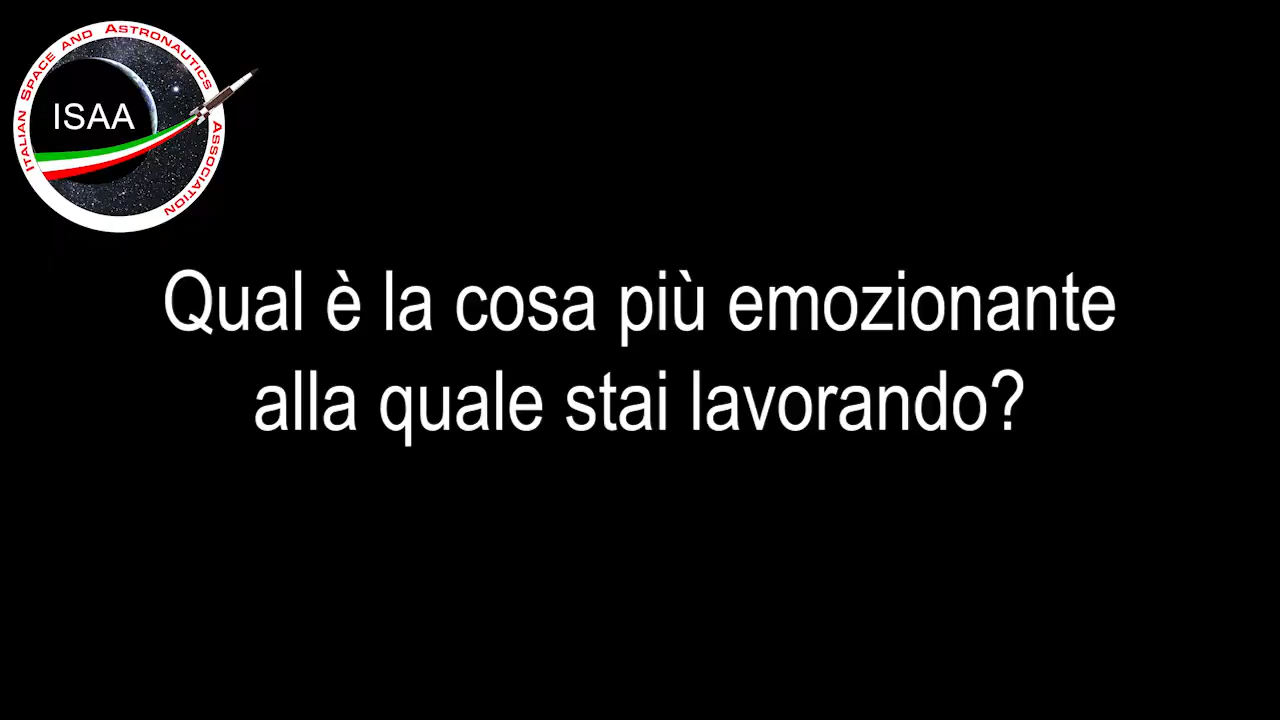 ITALIAN SPACE AND ASTRONAUTICS ASSOCIATION
ISAA
Qual è la cosa più emozionante
alla quale stai lavorando?